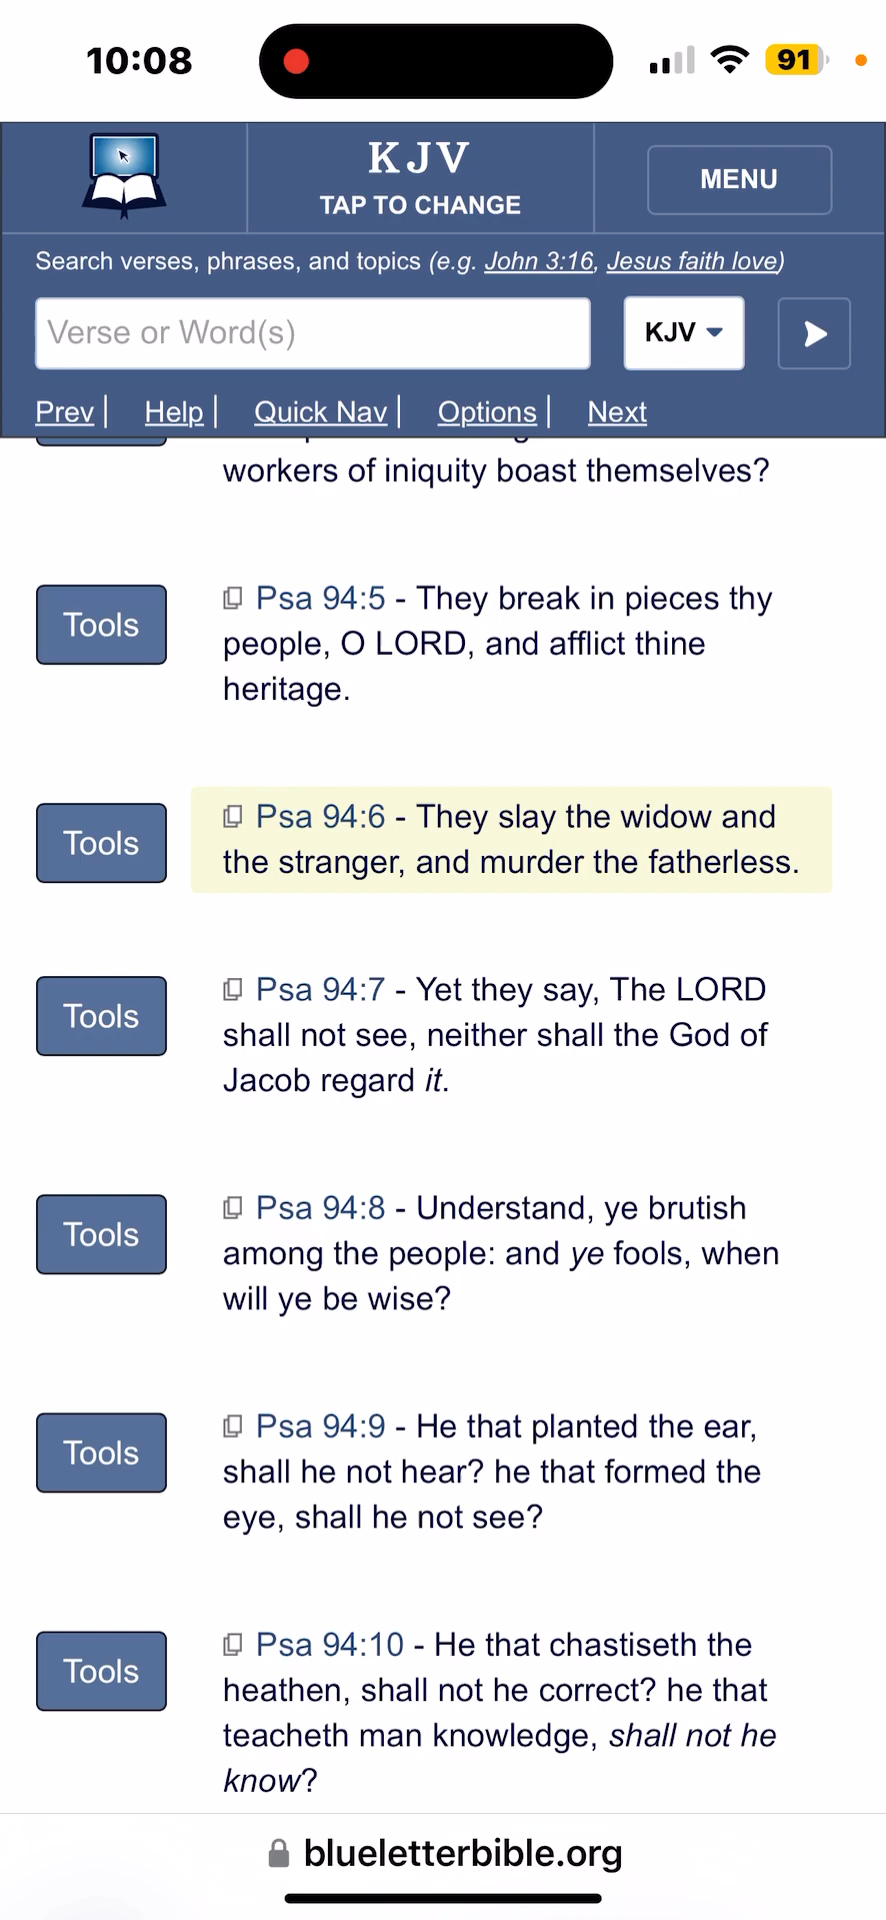 10:08
91
KJV
TAP TO CHANGE
MENU
Search verses, phrases, and topics (e.g. John 3:16, Jesus faith love)
Verse or Word(s)
KJV
Prev | Help | Quick Nav | Options | Next
workers of iniquity boast themselves?
Tools
Psa 94:5 - They break in pieces thy
people, O LORD, and afflict thine
heritage.
Tools
Psa 94:6 - They slay the widow and
the stranger, and murder the fatherless.
Tools
Psa 94:7 - Yet they say, The LORD
shall not see, neither shall the God of
Jacob regard it.
Tools
Psa 94:8 - Understand, ye brutish
among the people: and ye fools, when
will ye be wise?
Tools
Psa 94:9 - He that planted the ear,
shall he not hear? he that formed the
eye, shall he not see?
Tools
Psa 94:10 - He that chastiseth the
heathen, shall not he correct? he that
teacheth man knowledge, shall not he
know?
blueletterbible.org